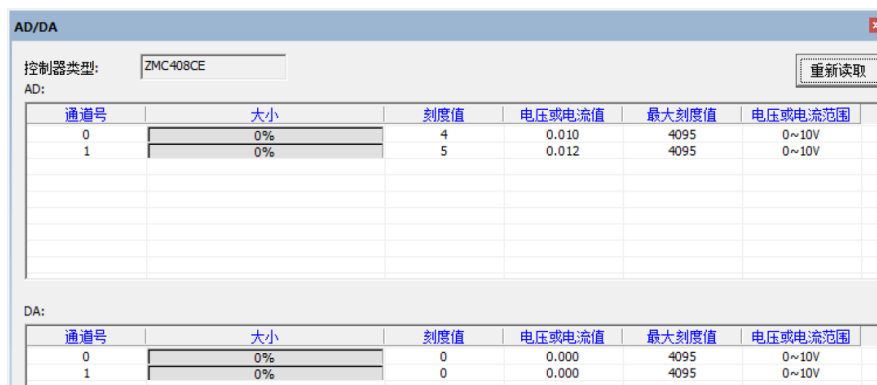 AD/DA
控制器类型: ZMC408CE 重新读取
AD:
通道号 大小 刻度值 电压或电流值 最大刻度值 电压或电流范围
0 0% 4 0.010 4095 0~10V
1 0% 5 0.012 4095 0~10V
DA:
通道号 大小 刻度值 电压或电流值 最大刻度值 电压或电流范围
0 0% 0 0.000 4095 0~10V
1 0% 0 0.000 4095 0~10V